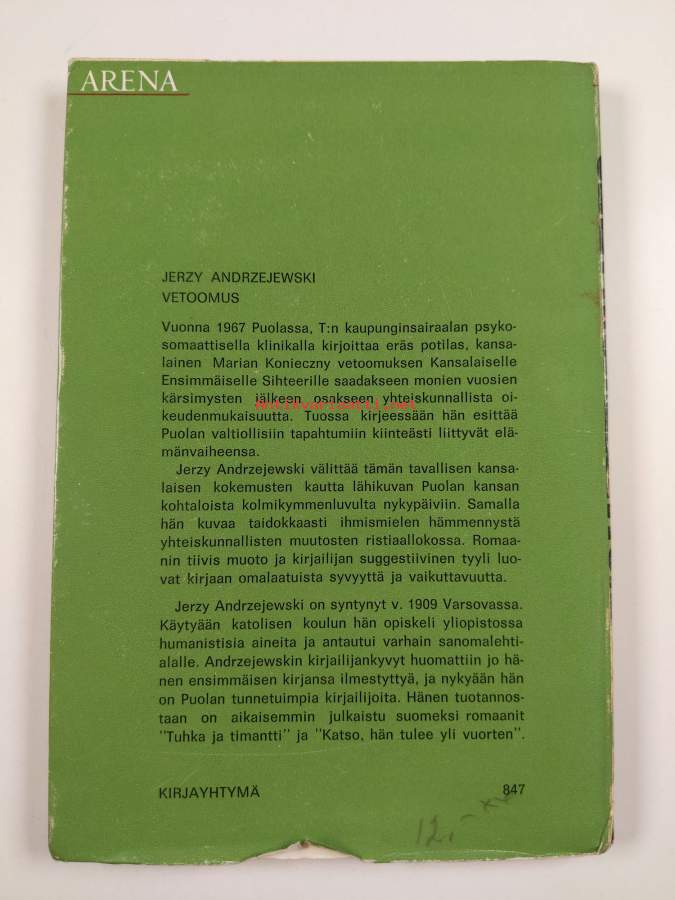 ARENA
JERZY ANDRZEJEWSKI
VETOOMUS
Vuonna 1967 Puolassa, T:n kaupunginsairaalan psyko-
somaattisella klinikalla kirjoittaa eräs potilas, kansa-
lainen Marian Konieczny vetoomuksen Kansalaiselle
Ensimmäiselle Sihteerille saadakseen monien vuosien
kärsimysten jälkeen osakseen yhteiskunnallista oi-
antikvariaatti.net
keudenmukaisuutta. Tuossa kirjeessään hän esittää
Puolan valtiollisiin tapahtumiin kiinteästi liittyvät elä-
mänvaiheensa.
Jerzy Andrzejewski välittää tämän tavallisen kansa-
laisen kokemusten kautta lähikuvan Puolan kansan
kohtaloista kolmikymmenluvulta nykypäiviin. Samalla
hän kuvaa taidokkaasti ihmismielen hämmennystä
yhteiskunnallisten muutosten ristiaallokossa. Romaa-
nin tiivis muoto ja kirjailijan suggestiivinen tyyli luo-
vat kirjaan omalaatuista syvyyttä ja vaikuttavuutta.
Jerzy Andrzejewski on syntynyt v. 1909 Varsovassa.
Käytyään katolisen koulun hän opiskeli yliopistossa
humanistisia aineita ja antautui varhain sanomalehti-
alalle. Andrzejewskin kirjailijankyvyt huomattiin jo hä-
nen ensimmäisen kirjansa ilmestyttyä, ja nykyään hän
on Puolan tunnetuimpia kirjailijoita. Hänen tuotannos-
taan on aikaisemmin julkaistu suomeksi romaanit
"Tuhka ja timantti" ja "Katso, hän tulee yli vuorten".
KIRJAYHTYMÄ 847
12,-